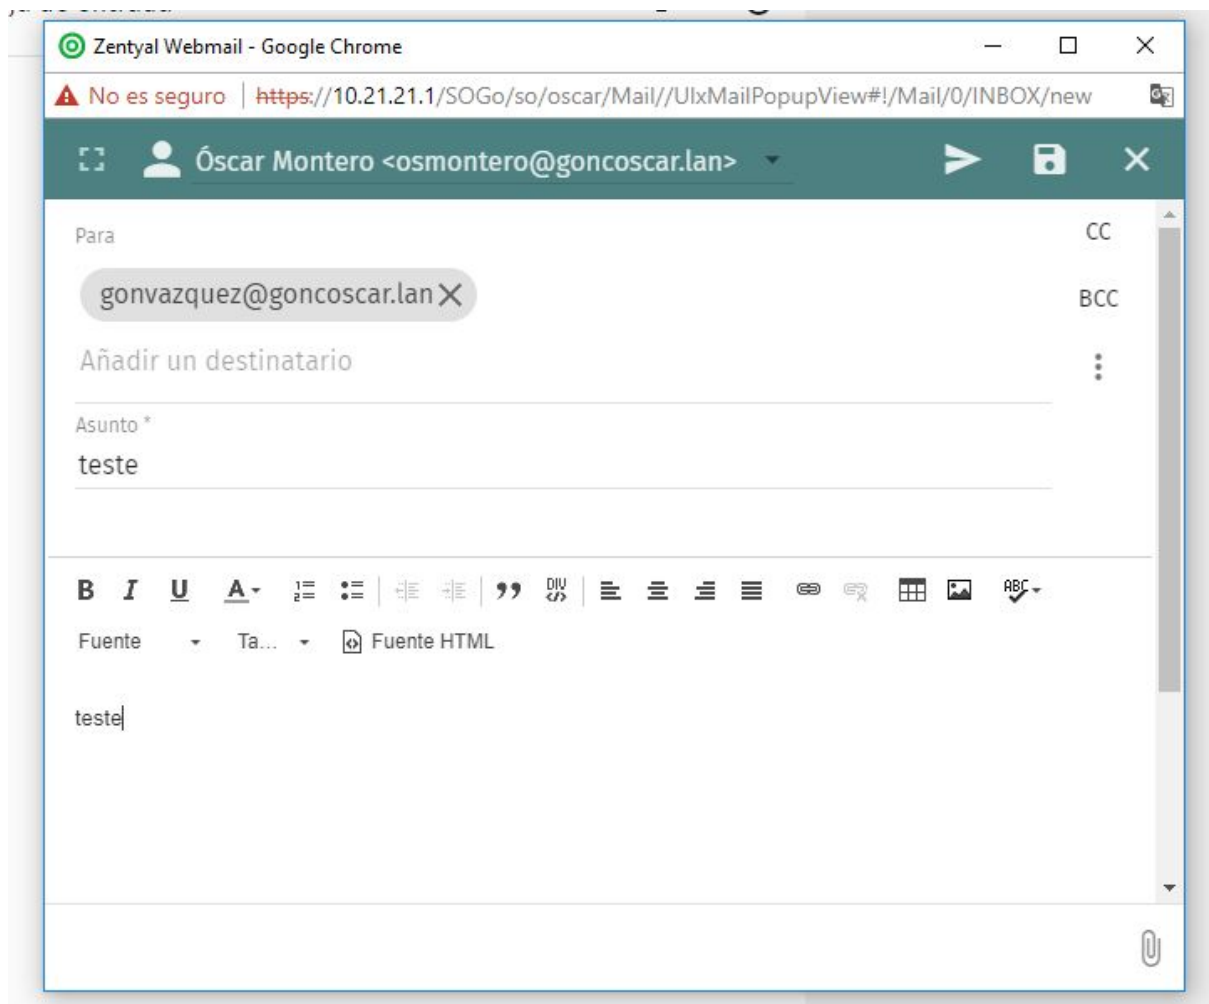 Zentyal Webmail - Google Chrome
No es seguro | https://10.21.21.1/SOGo/so/oscar/Mail//UIxMailPopupView#!/Mail/0/INBOX/new
Óscar Montero <osmontero@goncoscar.lan>
Para
CC
gonvazquez@goncoscar.lan
BCC
Añadir un destinatario
Asunto *
teste
B I U A DIV ABC
Fuente Ta... Fuente HTML
teste